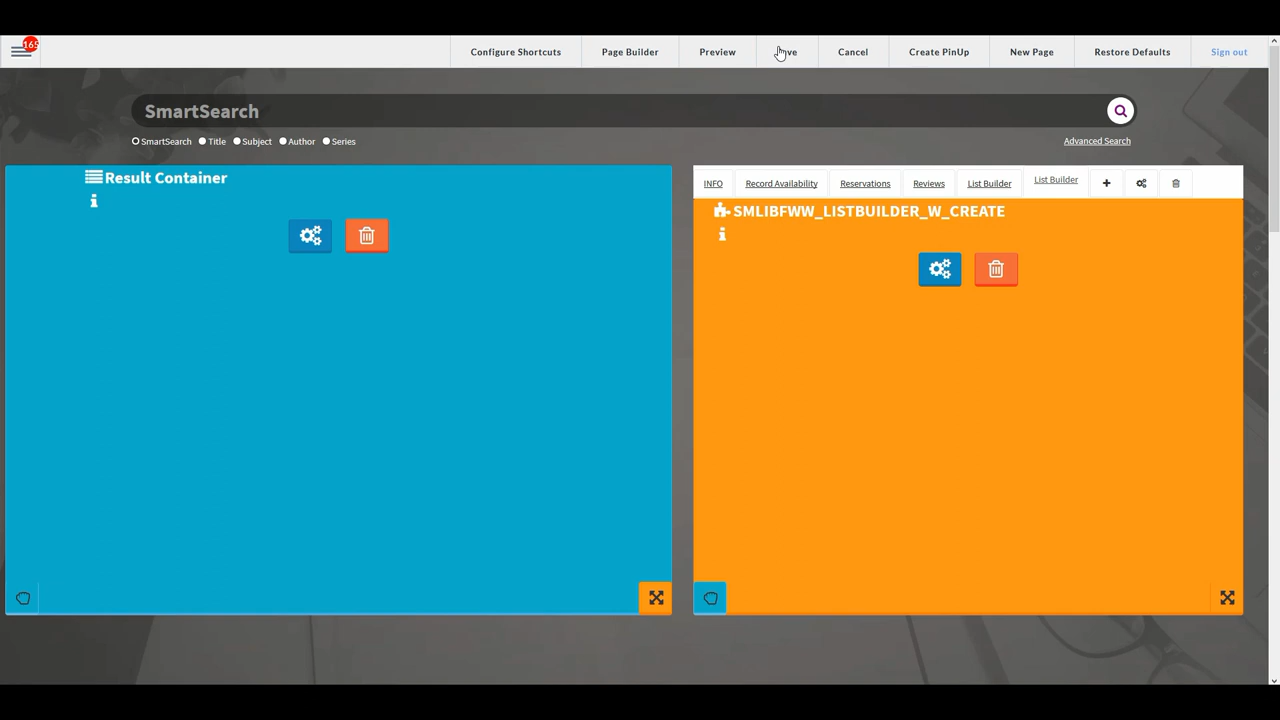 165
Configure Shortcuts Page Builder Preview Cancel Create PinUp New Page Restore Defaults Sign out
SmartSearch
SmartSearch Title Subject Author Series Advanced Search
Result Container
INFO Record Availability Reservations Reviews List Builder List Builder
SMLIBFWW_LISTBUILDER_W_CREATE